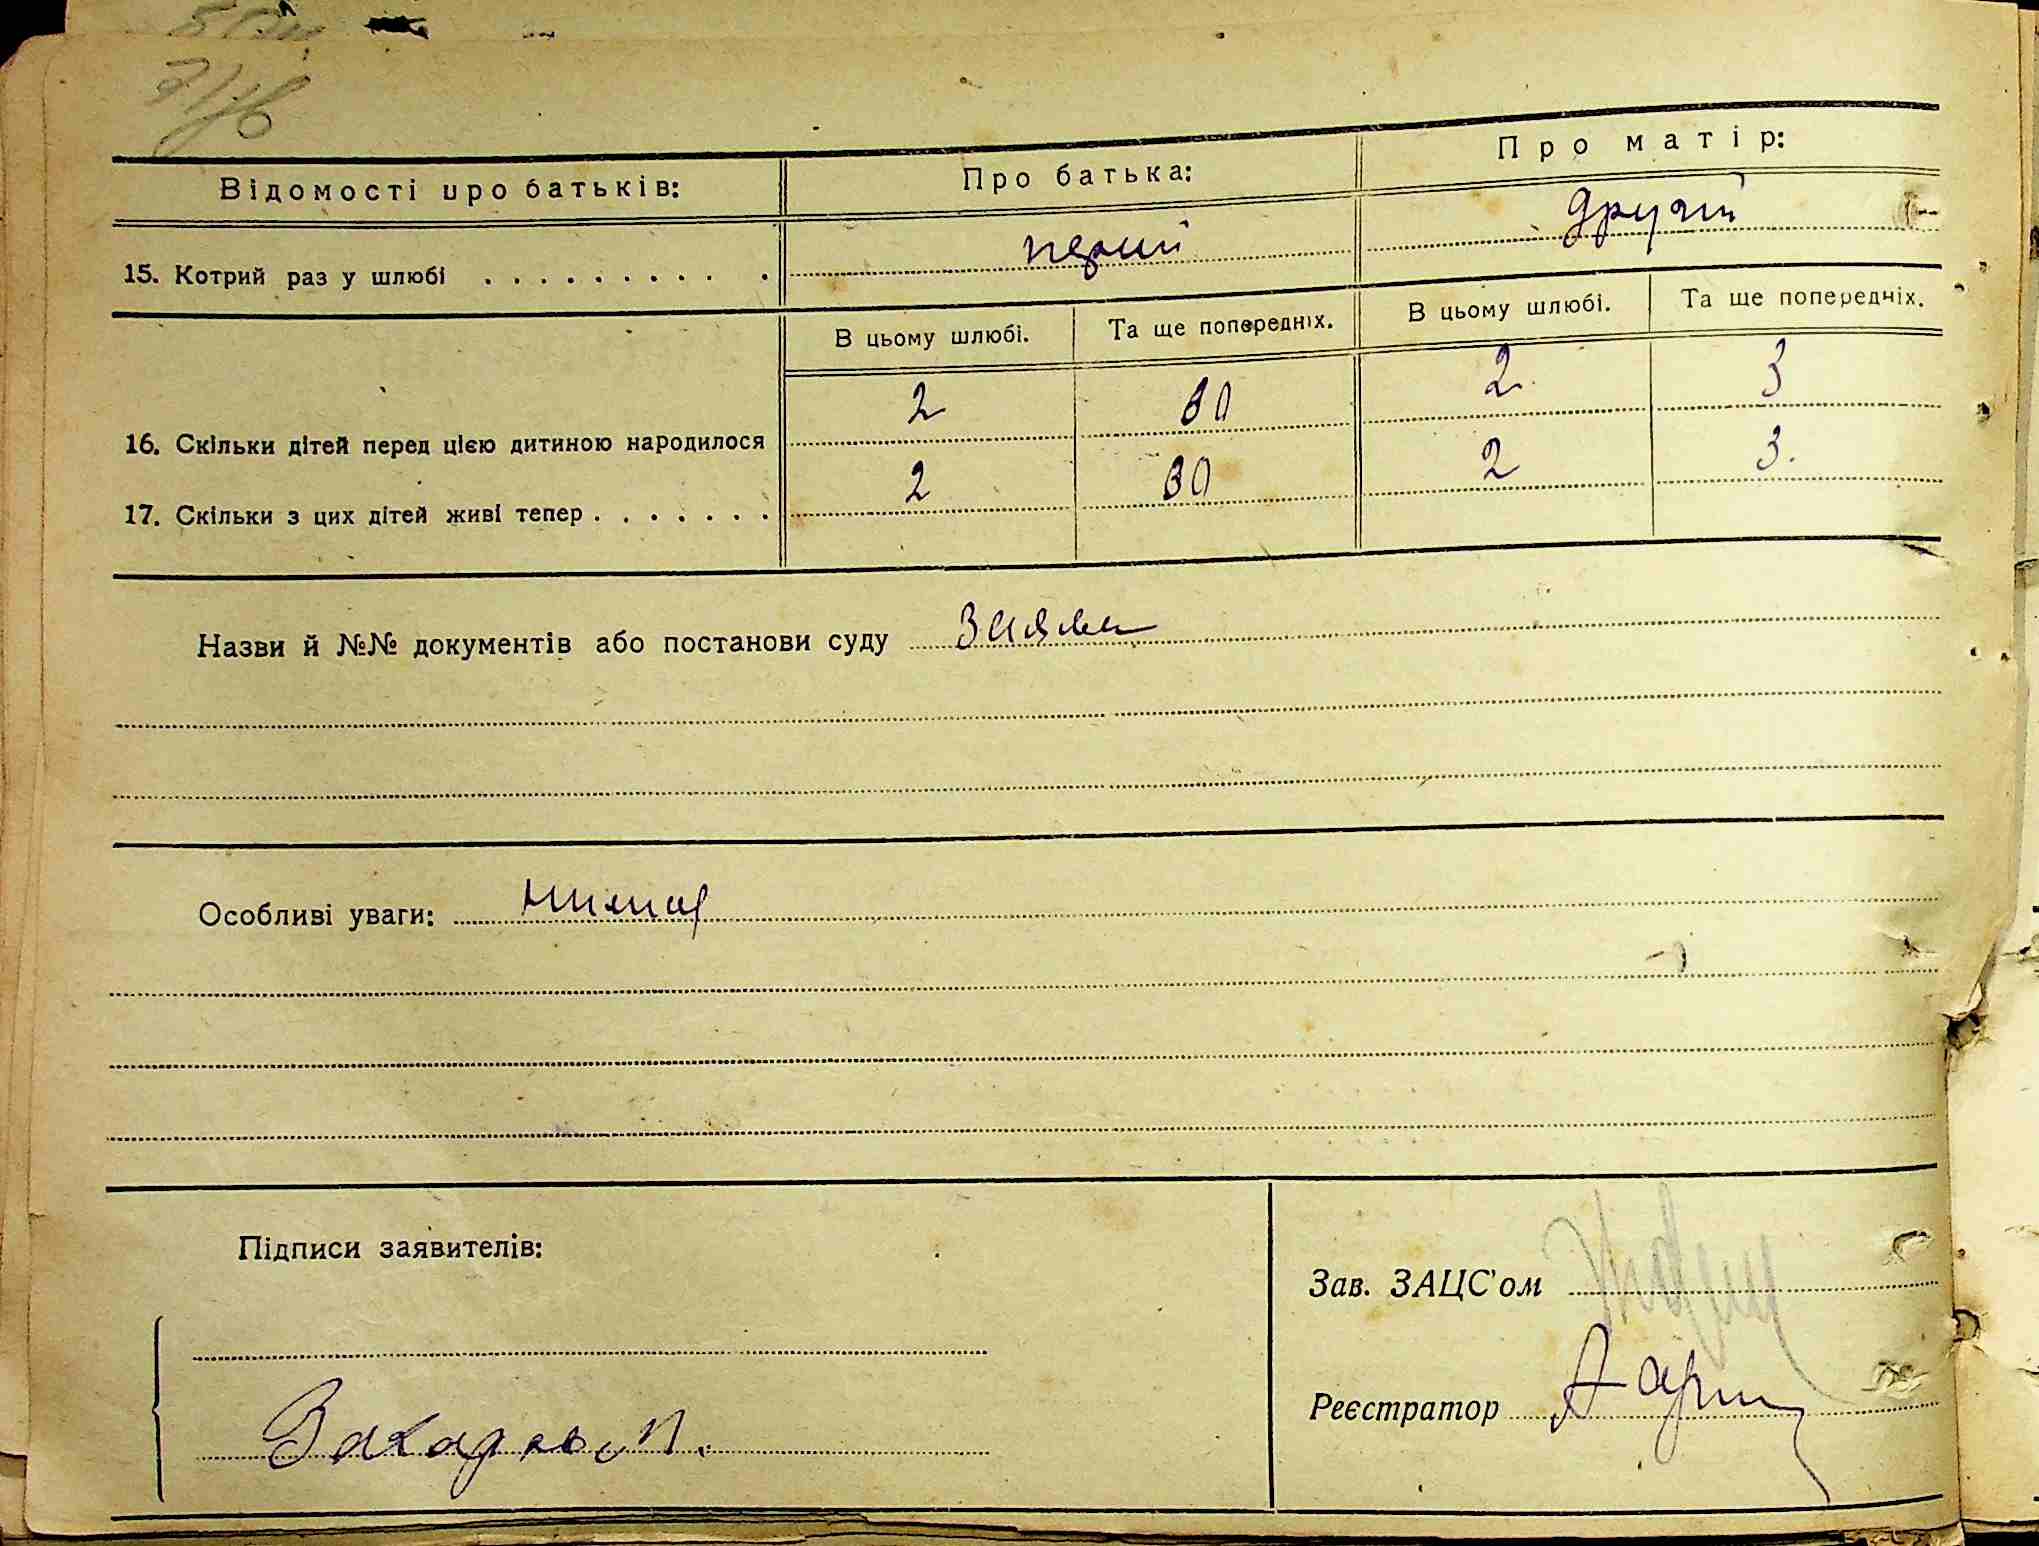 Відомості про батьків: Про батька: Про матір:
15. Котрий раз у шлюбі . . . . . . . . . . перший другій
В цьому шлюбі. Та ще попередніх. В цьому шлюбі. Та ще попередніх.
16. Скільки дітей перед цією дитиною народилося 2 2 3
17. Скільки з цих дітей живі тепер . . . . . . . 2 2 3.
Назви й №№ документів або постанови суду Заява
Особливі уваги:
Підписи заявителів:
Зав. ЗАЦС'ом
Реєстратор